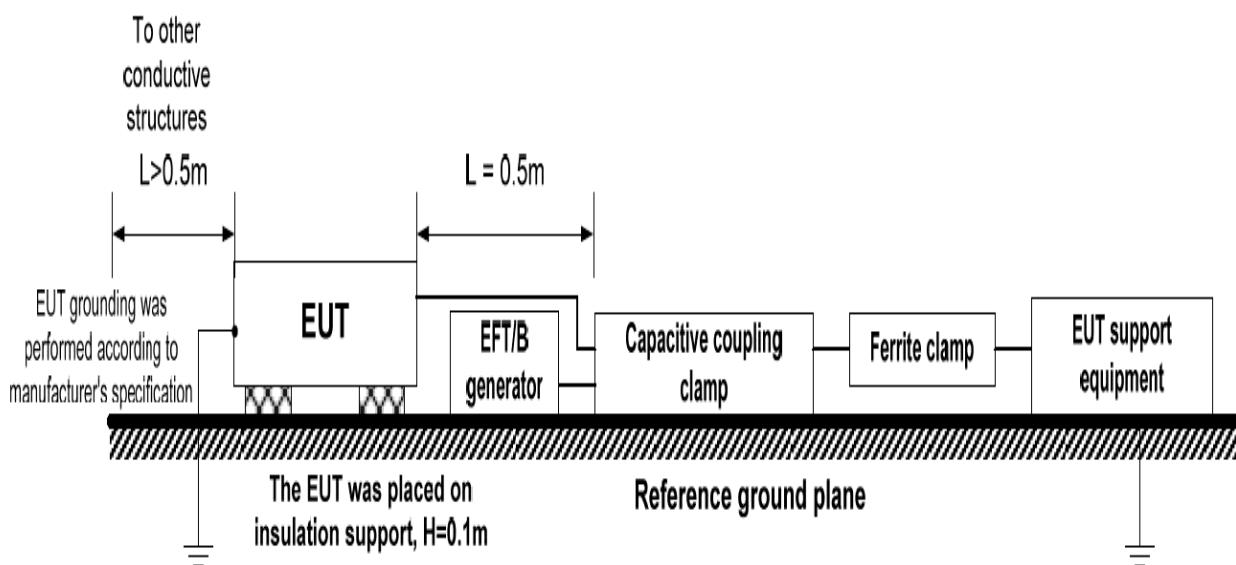 To other
conductive
structures
L>0.5m
L = 0.5m
EUT grounding was
performed according to
manufacturer's specification
EUT
EFT/B
generator
Capacitive coupling
clamp
Ferrite clamp
EUT support
equipment
The EUT was placed on
insulation support, H=0.1m
Reference ground plane